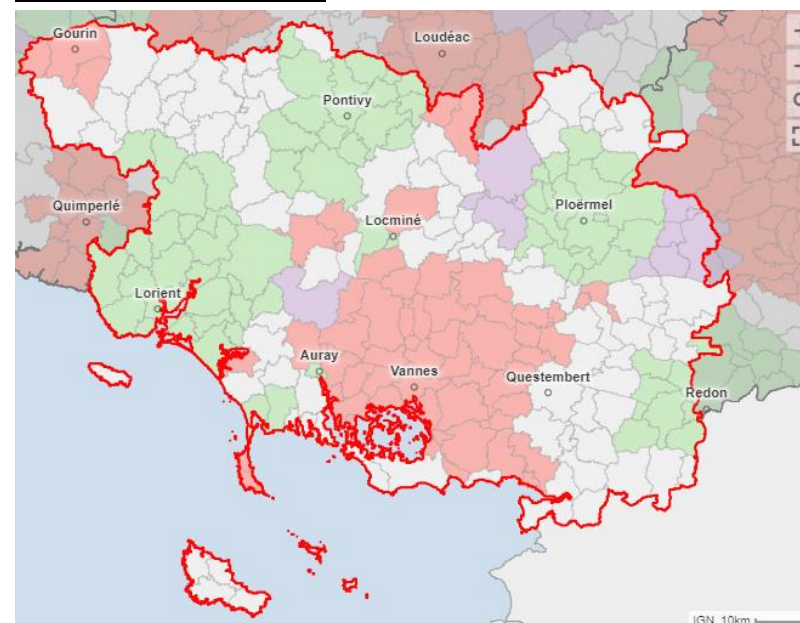 Gourin
Loudéac
Pontivy
Quimperlé
Ploërmel
Locminé
Lorient
Auray
Vannes
Questembert
Redon
IGN 10km